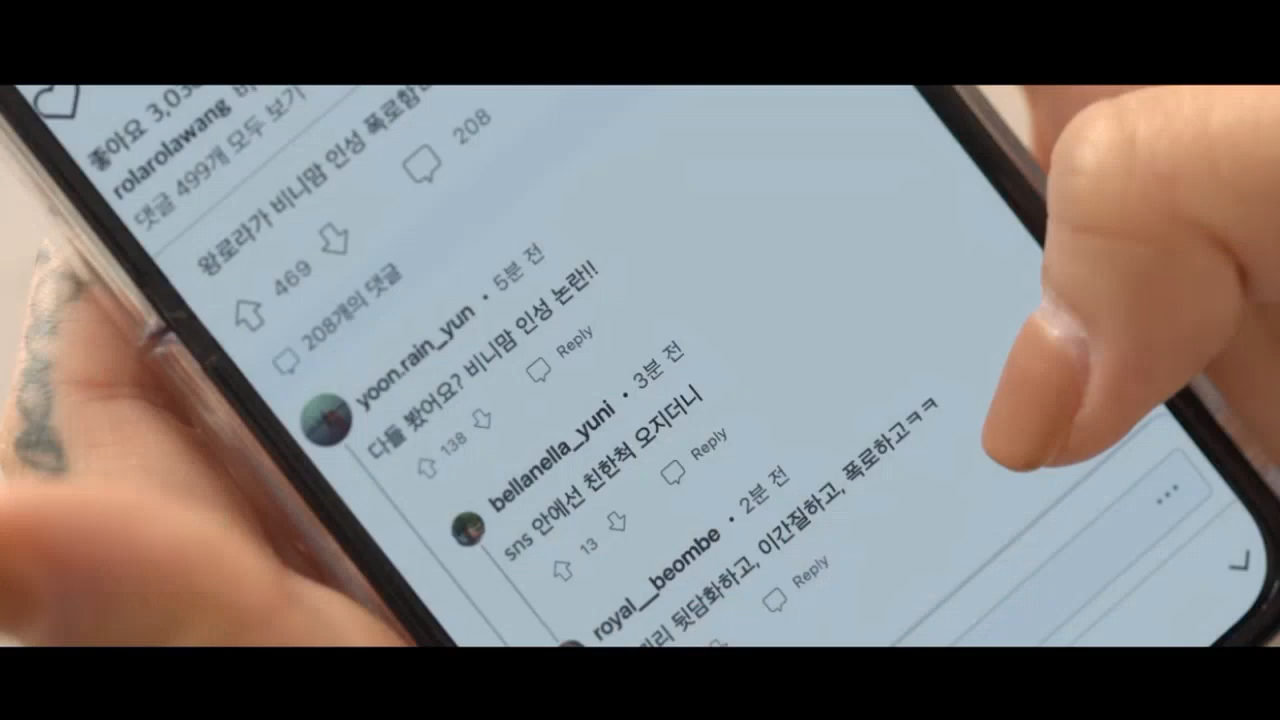 좋아요 3,03
rolarolawang
댓글 499개 모두 보기
왕로라가 비니맘 인성 폭로함
469 208
208개의 댓글
yoon.rain_yun • 5분 전
다들 봤어요? 비니맘 인성 논란!!
138 Reply
bellanella_yuni • 3분 전
sns 안에선 친한척 오지더니
13 Reply
royal__beombe • 2분 전
뒷담화하고, 이간질하고, 폭로하고ㅋㅋ
Reply